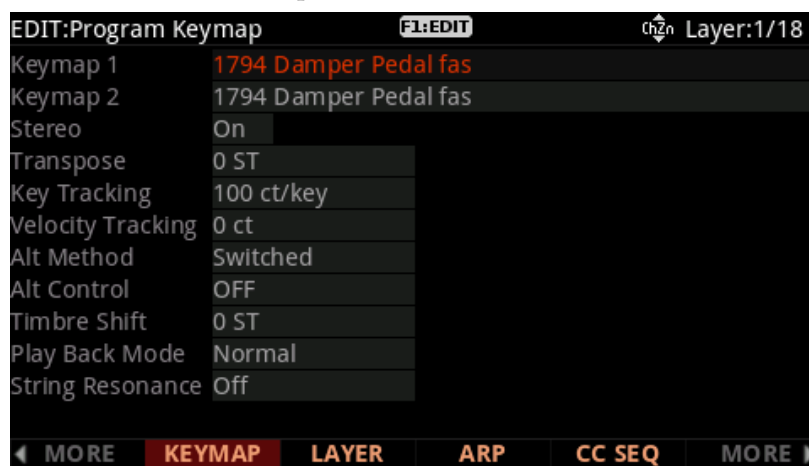 EDIT:Program Keymap F1:EDIT ChZn Layer:1/18
Keymap 1 1794 Damper Pedal fas
Keymap 2 1794 Damper Pedal fas
Stereo On
Transpose 0 ST
Key Tracking 100 ct/key
Velocity Tracking 0 ct
Alt Method Switched
Alt Control OFF
Timbre Shift 0 ST
Play Back Mode Normal
String Resonance Off
MORE KEYMAP LAYER ARP CC SEQ MORE